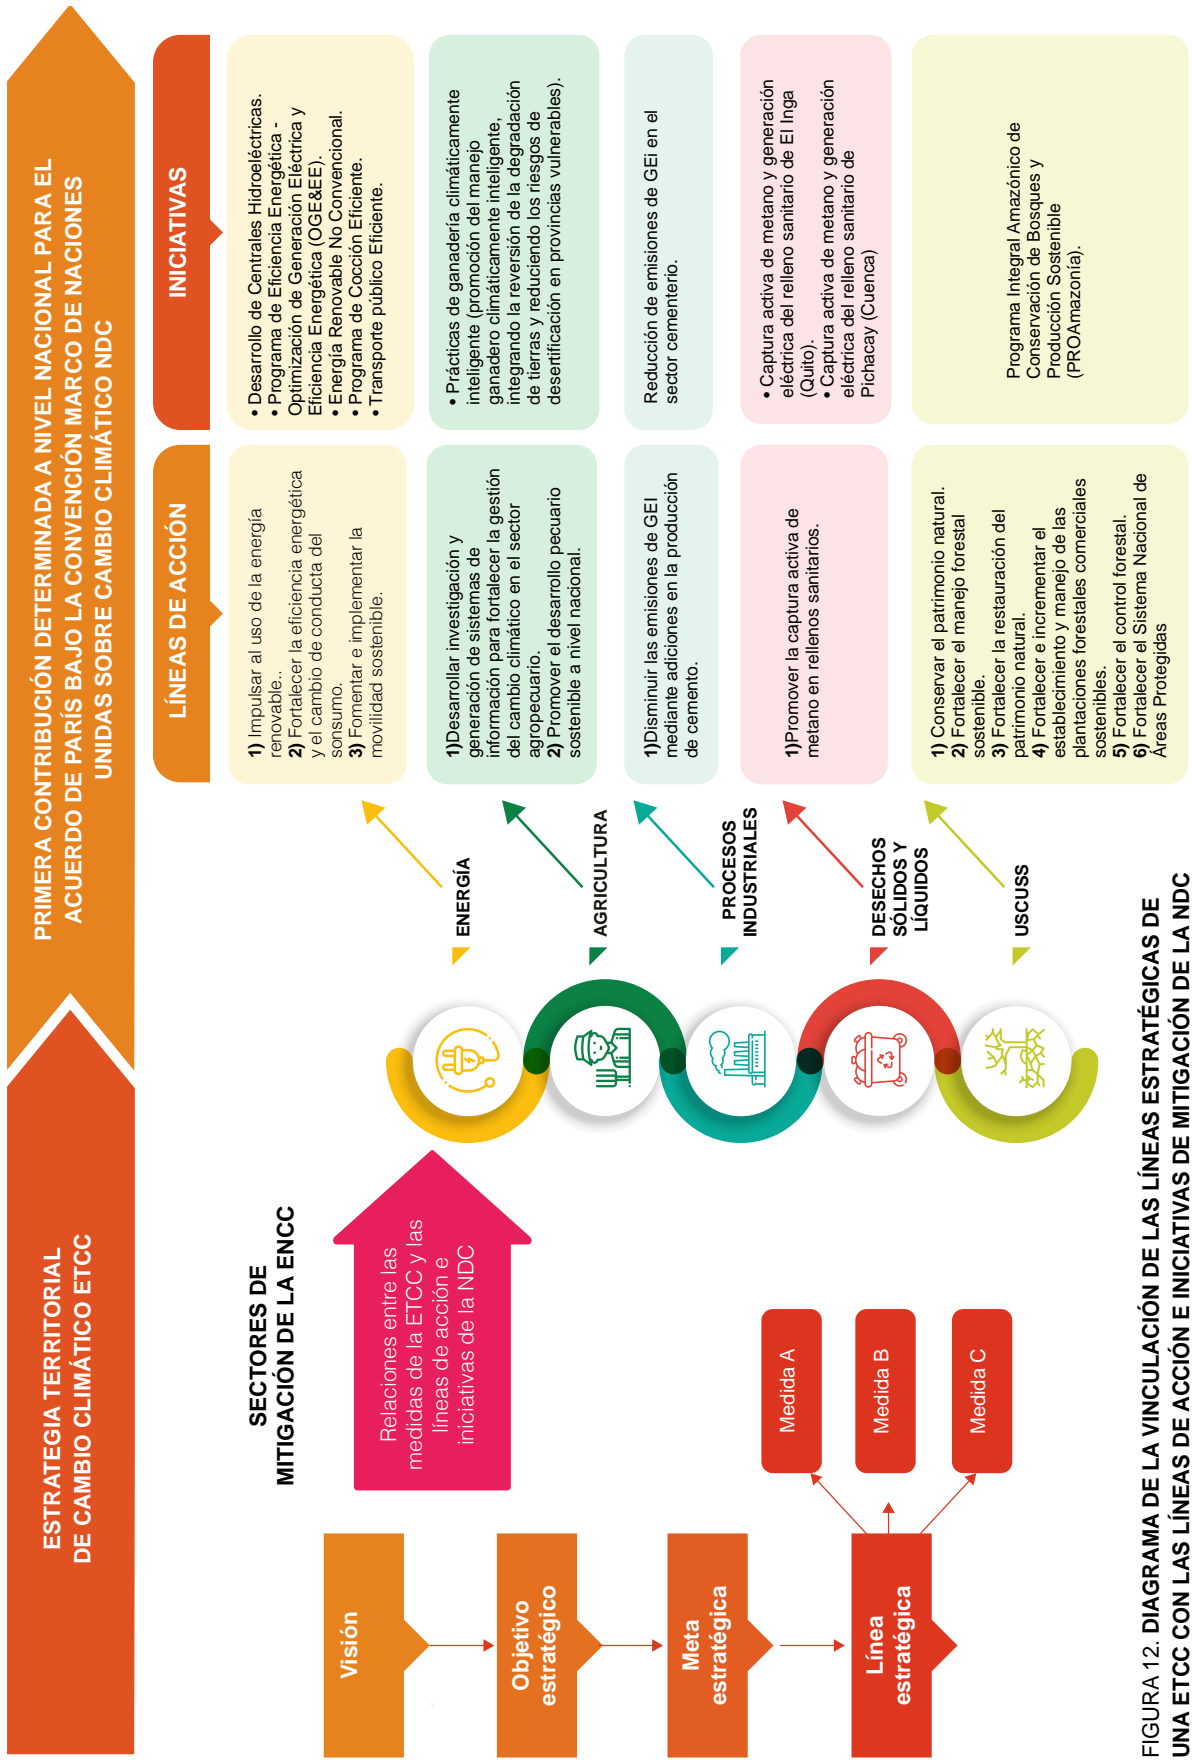 ESTRATEGIA TERRITORIAL
DE CAMBIO CLIMÁTICO ETCC
PRIMERA CONTRIBUCIÓN DETERMINADA A NIVEL NACIONAL PARA EL
ACUERDO DE PARÍS BAJO LA CONVENCIÓN MARCO DE NACIONES
UNIDAS SOBRE CAMBIO CLIMÁTICO NDC
SECTORES DE
MITIGACIÓN DE LA ENCC
LÍNEAS DE ACCIÓN
INICIATIVAS
Visión
Objetivo
estratégico
Meta
estratégica
Línea
estratégica
Medida A
Medida B
Medida C
Relaciones entre las
medidas de la ETCC y las
líneas de acción e
iniciativas de la NDC
ENERGÍA
1) Impulsar al uso de la energía
renovable..
2) Fortalecer la eficiencia energética
y el cambio de conducta del
sonsumo.
3) Fomentar e implementar la
movilidad sostenible.
• Desarrollo de Centrales Hidroeléctricas.
• Programa de Eficiencia Energética -
Optimización de Generación Eléctrica y
Eficiencia Energética (OGE&EE).
• Energía Renovable No Convencional.
• Programa de Cocción Eficiente.
• Transporte público Eficiente.
AGRICULTURA
1)Desarrollar investigación y
generación de sistemas de
información para fortalecer la gestión
del cambio climático en el sector
agropecuario.
2) Promover el desarrollo pecuario
sostenible a nivel nacional.
• Prácticas de ganadería climáticamente
inteligente (promoción del manejo
ganadero climáticamente inteligente,
integrando la reversión de la degradación
de tierras y reduciendo los riesgos de
desertificación en provincias vulnerables).
PROCESOS
INDUSTRIALES
1)Disminuir las emisiones de GEI
mediante adiciones en la producción
de cemento.
Reducción de emisiones de GEi en el
sector cementerio.
DESECHOS
SÓLIDOS Y
LÍQUIDOS
1)Promover la captura activa de
metano en rellenos sanitarios.
• Captura activa de metano y generación
eléctrica del relleno sanitario de El Inga
(Quito).
• Captura activa de metano y generación
eléctrica del relleno sanitario de
Pichacay (Cuenca)
USCUSS
1) Conservar el patrimonio natural.
2) Fortalecer el manejo forestal
sostenible.
3) Fortalecer la restauración del
patrimonio natural.
4) Fortalecer e incrementar el
establecimiento y manejo de las
plantaciones forestales comerciales
sostenibles.
5) Fortalecer el control forestal.
6) Fortalecer el Sistema Nacional de
Áreas Protegidas
Programa Integral Amazónico de
Conservación de Bosques y
Producción Sostenible
(PROAmazonía).
FIGURA 12. DIAGRAMA DE LA VINCULACIÓN DE LAS LÍNEAS ESTRATÉGICAS DE
UNA ETCC CON LAS LÍNEAS DE ACCIÓN E INICIATIVAS DE MITIGACIÓN DE LA NDC